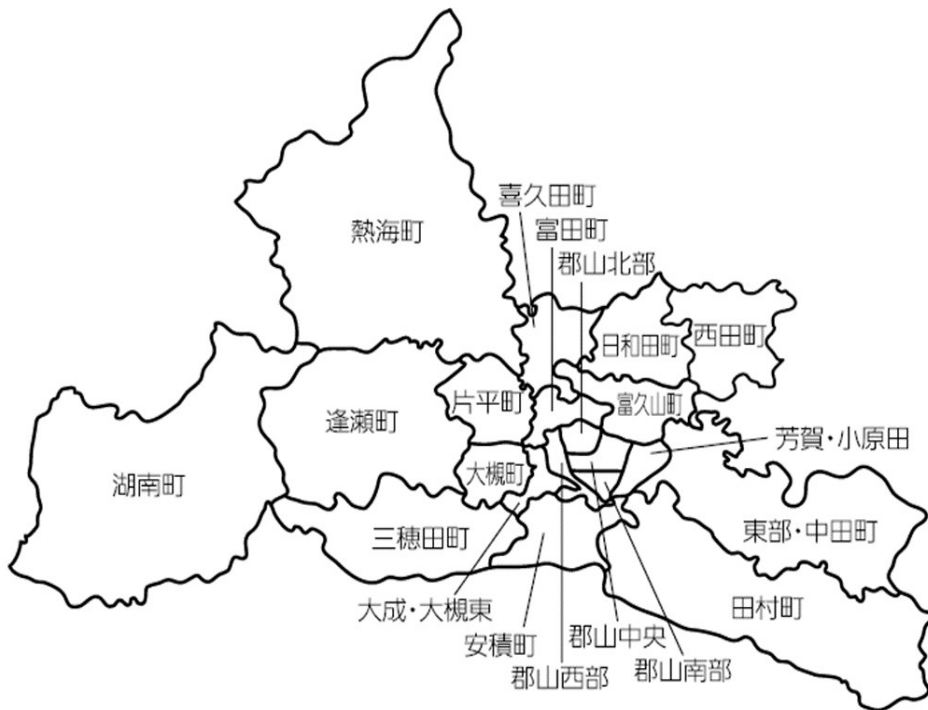 熱海町
喜久田町
富田町
郡山北部
日和田町
西田町
片平町
富久山町
逢瀬町
芳賀・小原田
大槻町
湖南町
東部・中田町
三穂田町
大成・大槻東
田村町
安積町
郡山中央
郡山西部
郡山南部